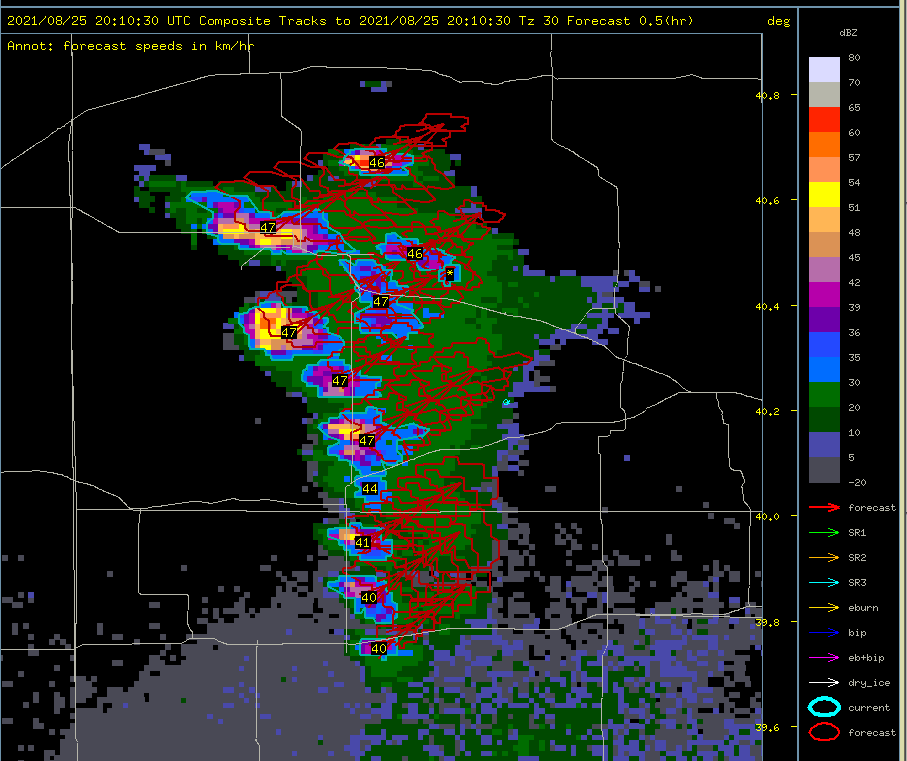 2021/08/25 20:10:30 UTC Composite Tracks to 2021/08/25 20:10:30 Tz 30 Forecast 0.5(hr)
deg
Annot: forecast speeds in km/hr
dBZ
80
70
65
60
57
54
51
48
45
42
39
36
35
30
20
10
5
-20
forecast
SR1
SR2
SR3
eburn
bip
eb+bip
dry_ice
current
forecast
40.8
40.6
40.4
40.2
40.0
39.8
39.6
46
47
46
*
47
47
47
47
44
41
40
40